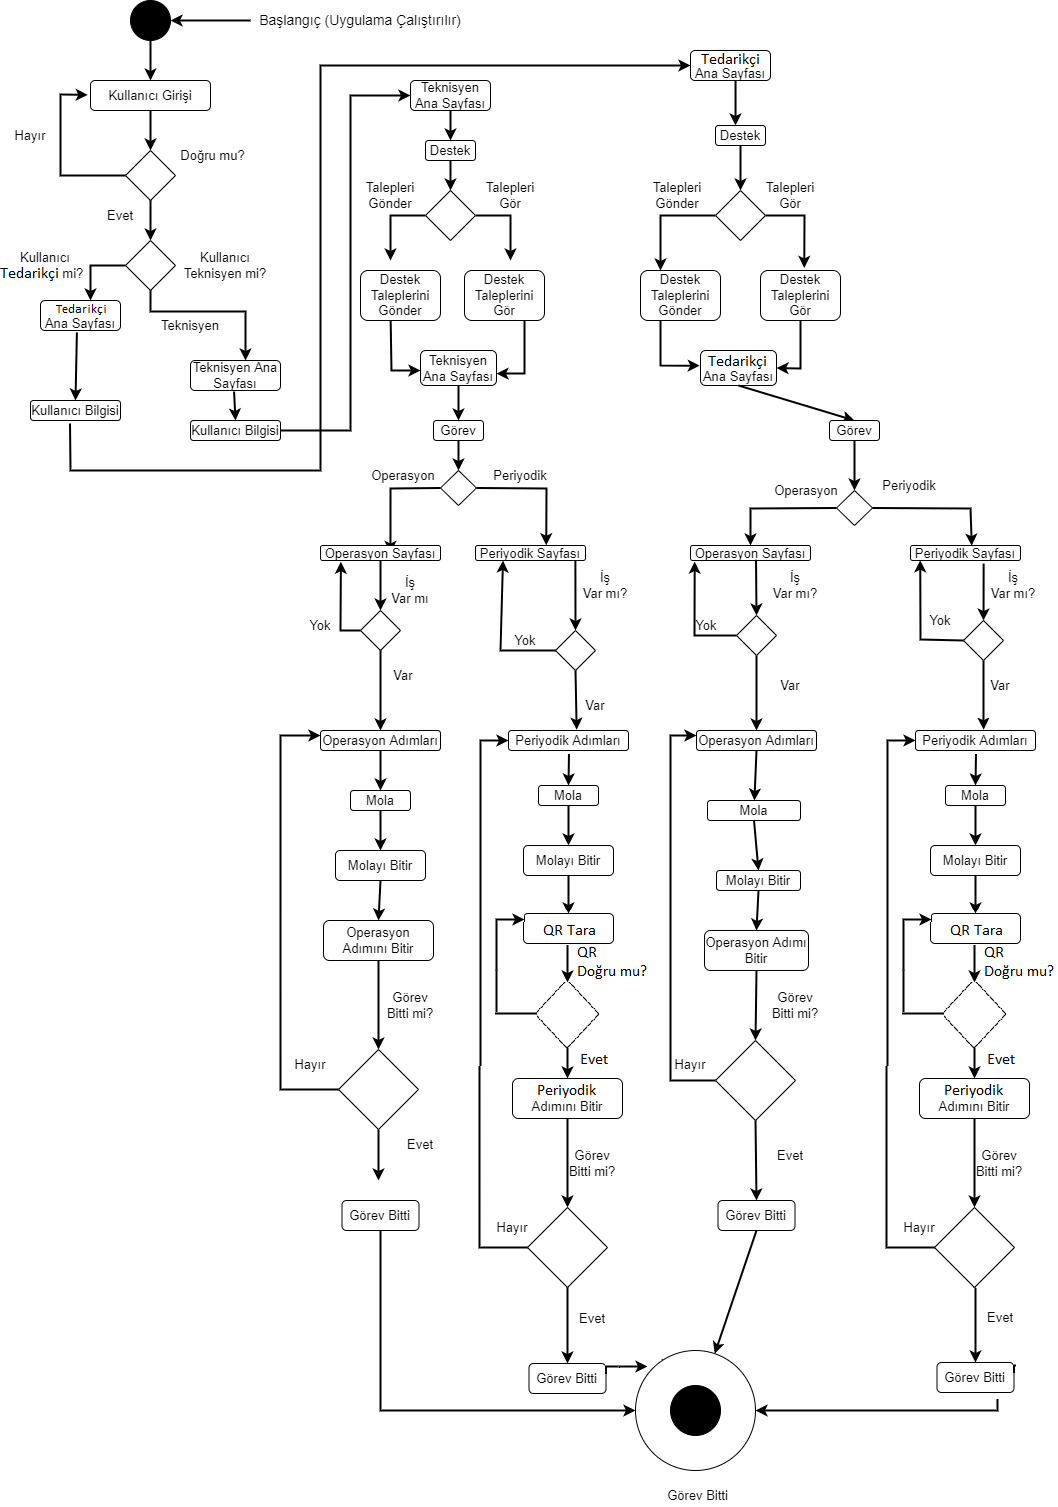 Başlangıç (Uygulama Çalıştırılır)
Kullanıcı Girişi
Hayır
Doğru mu?
Evet
Kullanıcı
Tedarikçi mi?
Kullanıcı
Teknisyen mi?
Tedarikçi
Ana Sayfası
Teknisyen
Teknisyen Ana
Sayfası
Kullanıcı Bilgisi
Kullanıcı Bilgisi
Teknisyen
Ana Sayfası
Destek
Talepleri
Gönder
Talepleri
Gör
Destek
Taleplerini
Gönder
Destek
Taleplerini
Gör
Teknisyen
Ana Sayfası
Görev
Operasyon
Periyodik
Tedarikçi
Ana Sayfası
Destek
Talepleri
Gönder
Talepleri
Gör
Destek
Taleplerini
Gönder
Destek
Taleplerini
Gör
Tedarikçi
Ana Sayfası
Görev
Operasyon
Periyodik
Operasyon Sayfası
İş
Var mı
Yok
Var
Operasyon Adımları
Mola
Molayı Bitir
Operasyon
Adımını Bitir
Görev
Bitti mi?
Hayır
Evet
Görev Bitti
Periyodik Sayfası
İş
Var mı?
Yok
Var
Periyodik Adımları
Mola
Molayı Bitir
QR Tara
QR
Doğru mu?
Evet
Periyodik
Adımını Bitir
Görev
Bitti mi?
Hayır
Evet
Görev Bitti
Operasyon Sayfası
İş
Var mı?
Yok
Var
Operasyon Adımları
Mola
Molayı Bitir
Operasyon Adımı
Bitir
Görev
Bitti mi?
Hayır
Evet
Görev Bitti
Periyodik Sayfası
İş
Var mı?
Yok
Var
Periyodik Adımları
Mola
Molayı Bitir
QR Tara
QR
Doğru mu?
Evet
Periyodik
Adımını Bitir
Görev
Bitti mi?
Hayır
Evet
Görev Bitti
Görev Bitti